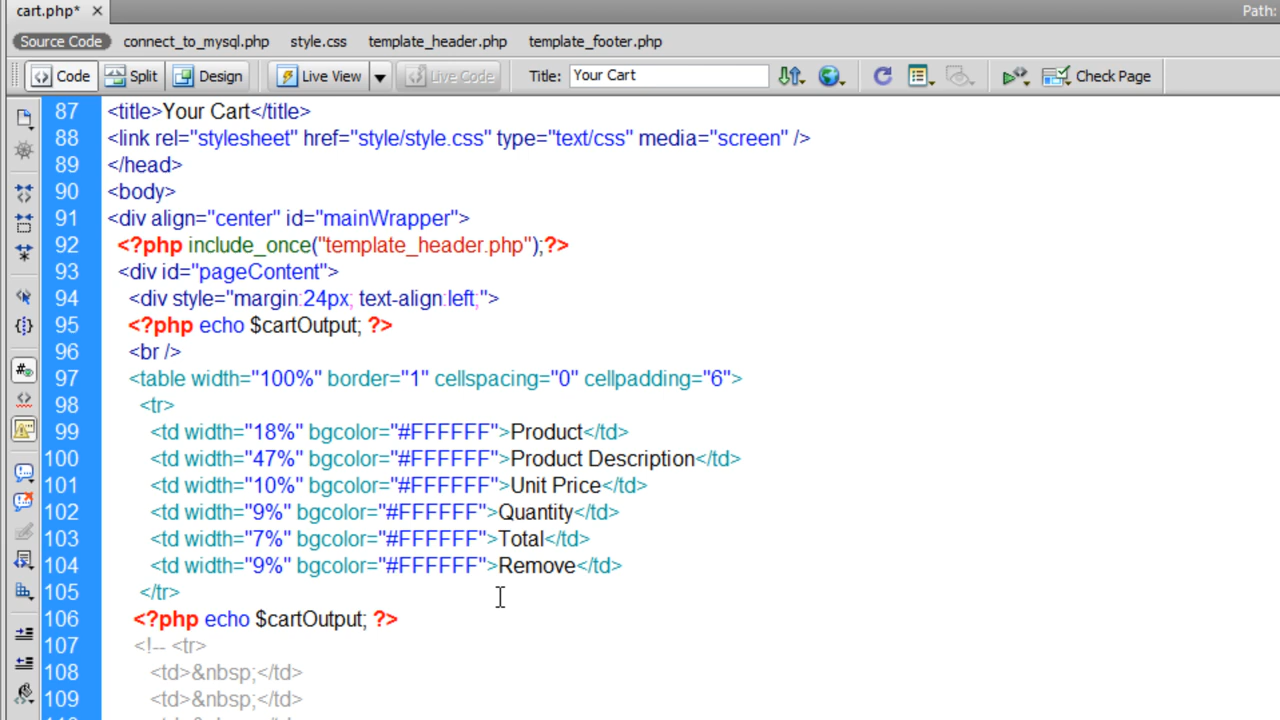 cart.php*
Path:
Source Code connect_to_mysql.php style.css template_header.php template_footer.php
Code Split Design Live View Live Code Title: Your Cart Check Page
87 <title>Your Cart</title>
88 <link rel="stylesheet" href="style/style.css" type="text/css" media="screen" />
89 </head>
90 <body>
91 <div align="center" id="mainWrapper">
92 <?php include_once("template_header.php");?>
93 <div id="pageContent">
94 <div style="margin:24px; text-align:left;">
95 <?php echo $cartOutput; ?>
96 <br />
97 <table width="100%" border="1" cellspacing="0" cellpadding="6">
98 <tr>
99 <td width="18%" bgcolor="#FFFFFF">Product</td>
100 <td width="47%" bgcolor="#FFFFFF">Product Description</td>
101 <td width="10%" bgcolor="#FFFFFF">Unit Price</td>
102 <td width="9%" bgcolor="#FFFFFF">Quantity</td>
103 <td width="7%" bgcolor="#FFFFFF">Total</td>
104 <td width="9%" bgcolor="#FFFFFF">Remove</td>
105 </tr>
106 <?php echo $cartOutput; ?>
107 <!-- <tr>
108 <td>&nbsp;</td>
109 <td>&nbsp;</td>